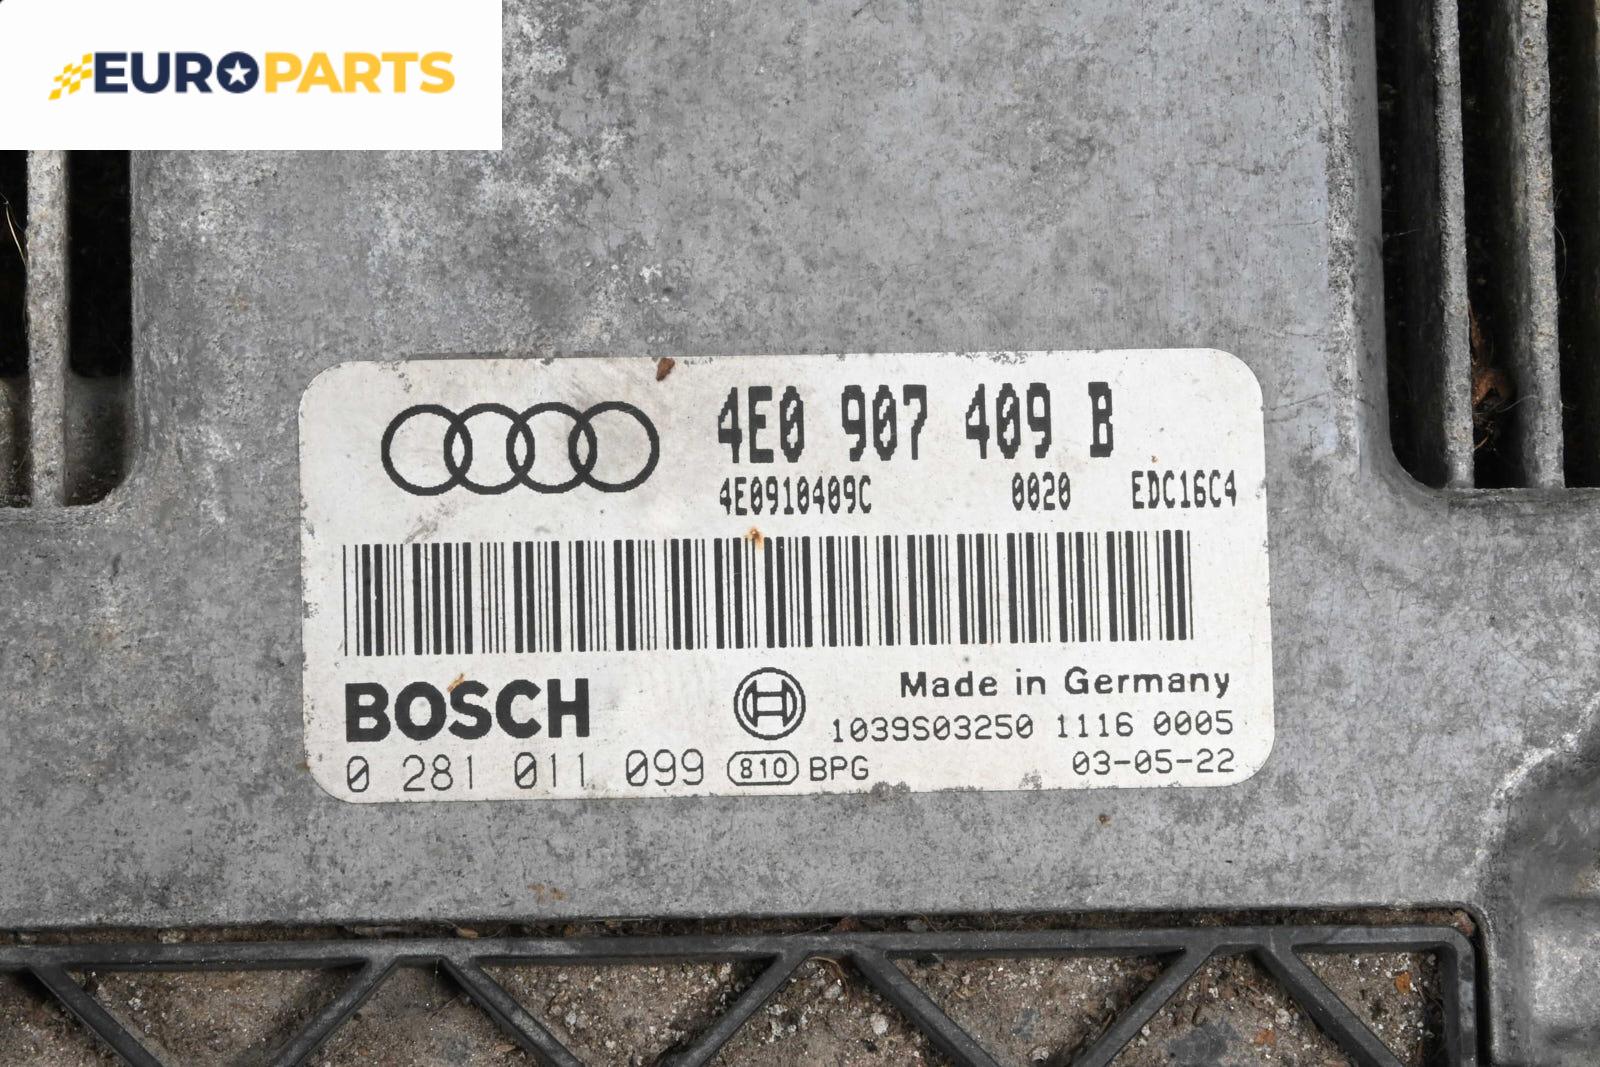 EUROPARTS
4E0 907 409 B
4E0910409C 0020 EDC16C4
BOSCH
Made in Germany
1039S03250 1116 0005
0 281 011 099 810 BPG 03-05-22